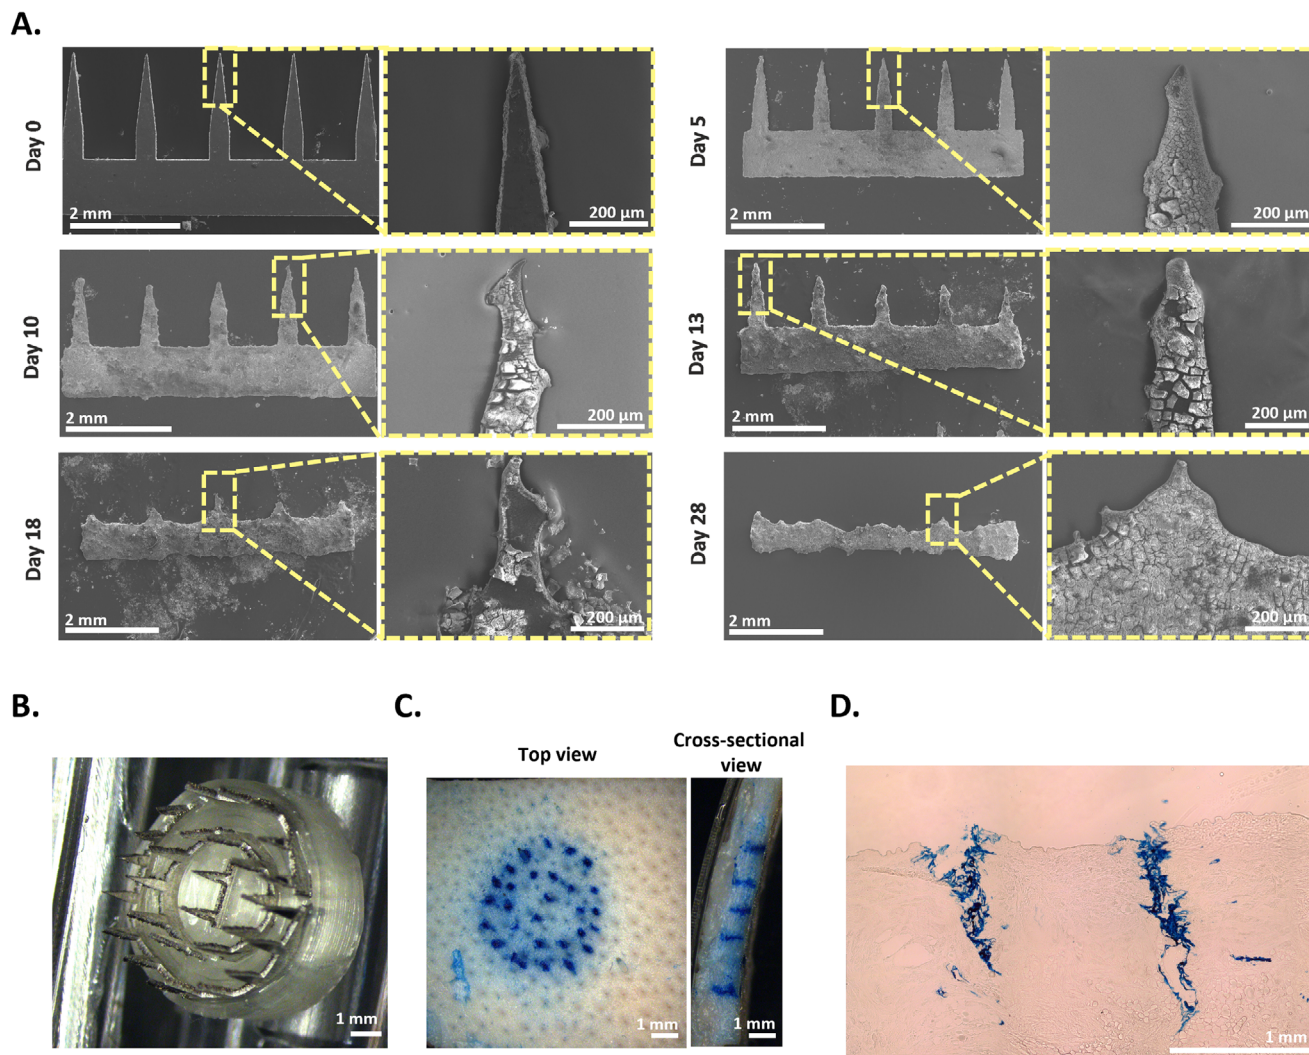 A.
Day 0
2 mm
200 µm
Day 5
2 mm
200 µm
Day 10
2 mm
200 µm
Day 13
2 mm
200 µm
Day 18
2 mm
200 µm
Day 28
2 mm
200 µm
B.
1 mm
C.
Top view
Cross-sectional
view
1 mm
1 mm
D.
1 mm